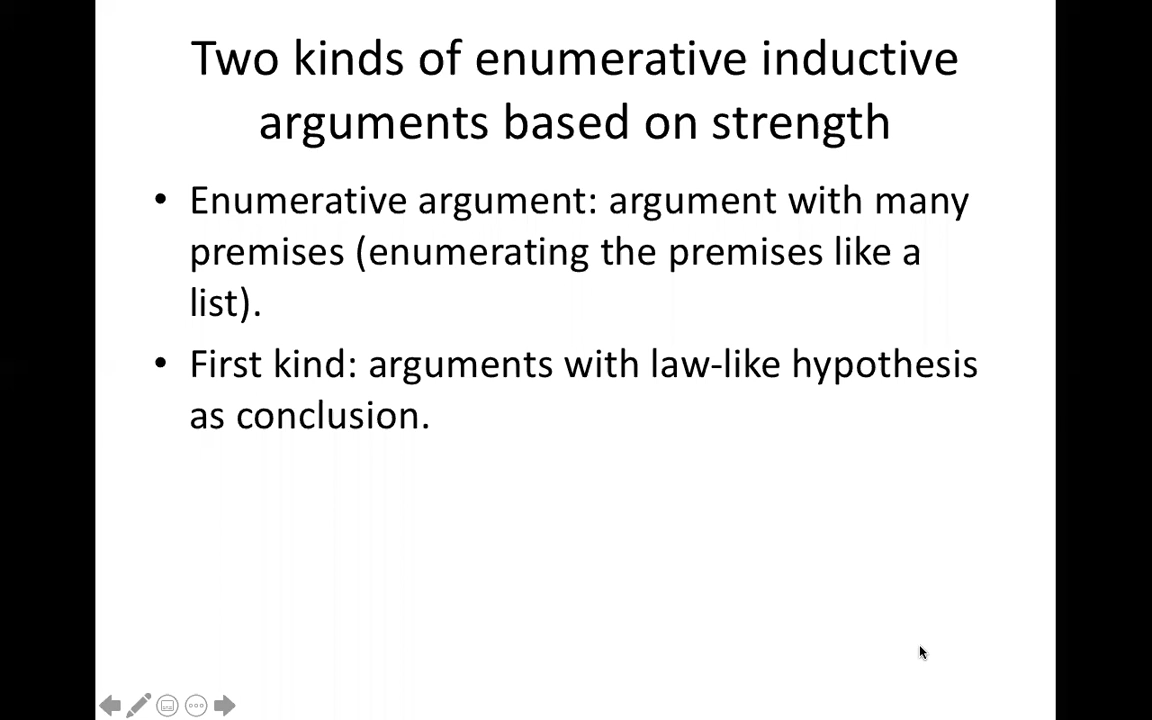 Two kinds of enumerative inductive
arguments based on strength
• Enumerative argument: argument with many
premises (enumerating the premises like a
list).
• First kind: arguments with law-like hypothesis
as conclusion.